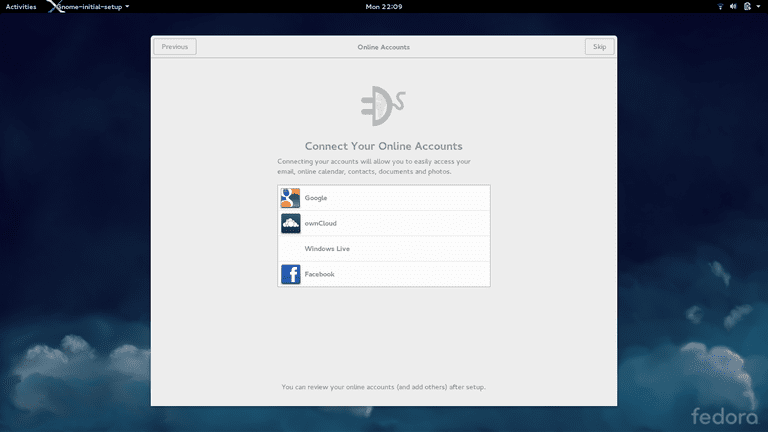 Activities
Gnome-initial-setup
Mon 22:09
Previous
Online Accounts
Skip
Connect Your Online Accounts
Connecting your accounts will allow you to easily access your
email, online calendar, contacts, documents and photos.
Google
ownCloud
Windows Live
Facebook
You can review your online accounts (and add others) after setup.
fedora